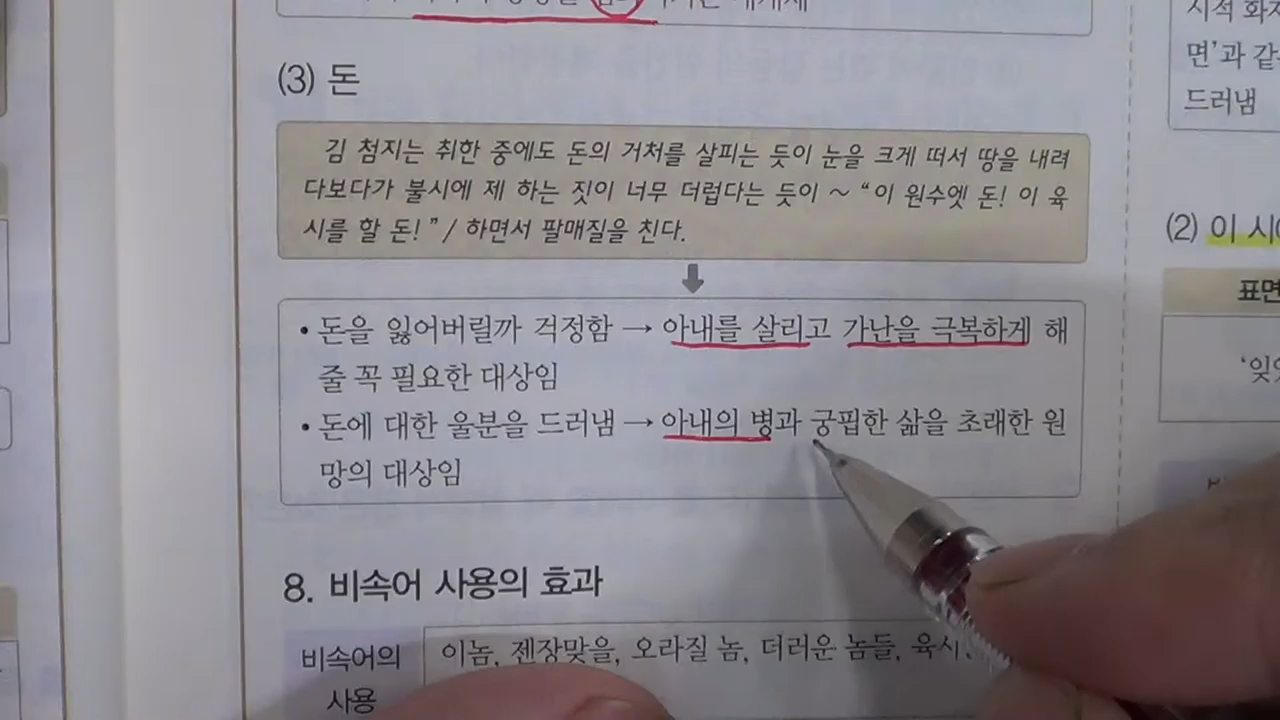 (3) 돈
김 첨지는 취한 중에도 돈의 거처를 살피는 듯이 눈을 크게 떠서 땅을 내려
다보다가 불시에 제 하는 짓이 너무 더럽다는 듯이 ~ “이 원수엣 돈! 이 육
시를 할 돈!” / 하면서 팔매질을 친다.
• 돈을 잃어버릴까 걱정함 → 아내를 살리고 가난을 극복하게 해
줄 꼭 필요한 대상임
• 돈에 대한 울분을 드러냄 → 아내의 병과 궁핍한 삶을 초래한 원
망의 대상임
8. 비속어 사용의 효과
비속어의
사용
이놈, 젠장맞을, 오라질 놈, 더러운 놈들, 육시
시적 화자
면’과 같
드러냄
(2) 이 시
표면